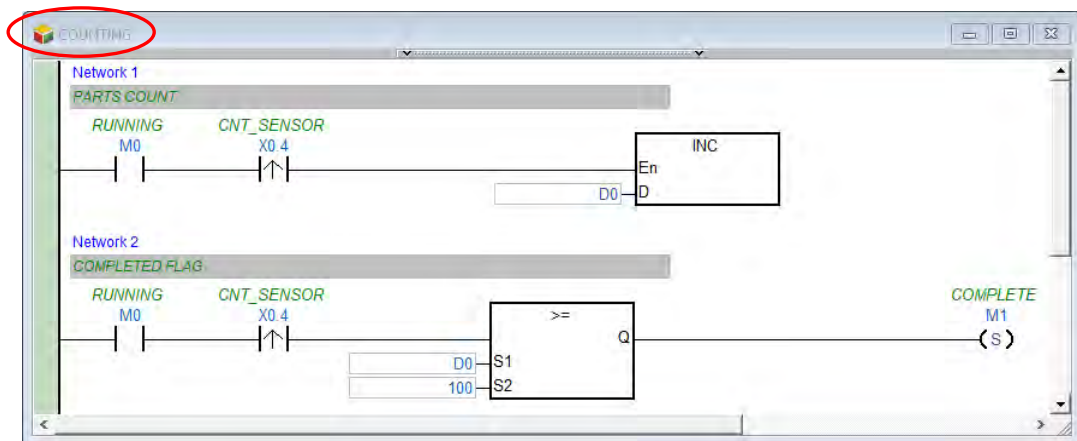 COUNTING
Network 1
PARTS COUNT
RUNNING CNT_SENSOR
M0 X0.4
INC
En
D0 D
Network 2
COMPLETED FLAG
RUNNING CNT_SENSOR COMPLETE
M0 X0.4 >= M1
Q (S)
D0 S1
100 S2